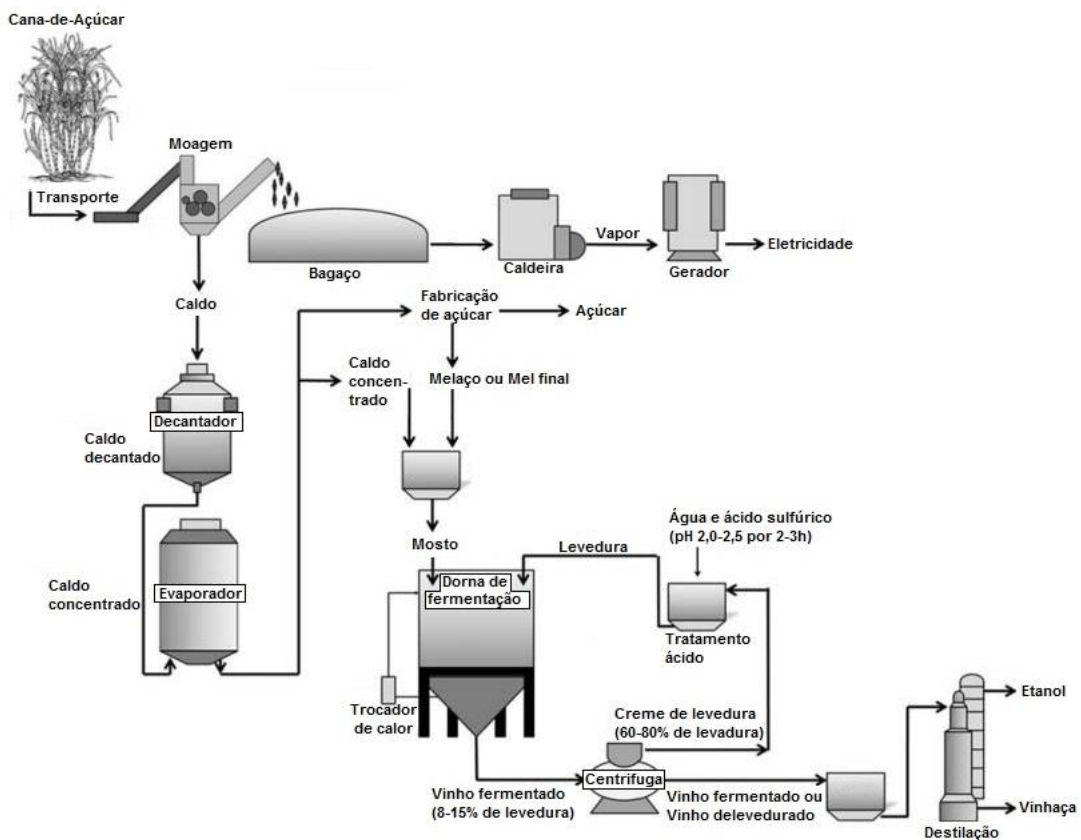 Cana-de-Açúcar
Moagem
Transporte
Bagaço
Caldeira
Vapor
Gerador
Eletricidade
Caldo
Fabricação
de açúcar
Açúcar
Caldo
concen-
trado
Melaço ou Mel final
Decantador
Caldo
decantado
Mosto
Levedura
Água e ácido sulfúrico
(pH 2,0-2,5 por 2-3h)
Caldo
concentrado
Evaporador
Dorna de
fermentação
Tratamento
ácido
Trocador
de calor
Creme de levedura
(60-80% de levadura)
Etanol
Vinho fermentado
(8-15% de levedura)
Centrifuga
Vinho fermentado ou
Vinho delevedurado
Vinhaça
Destilação